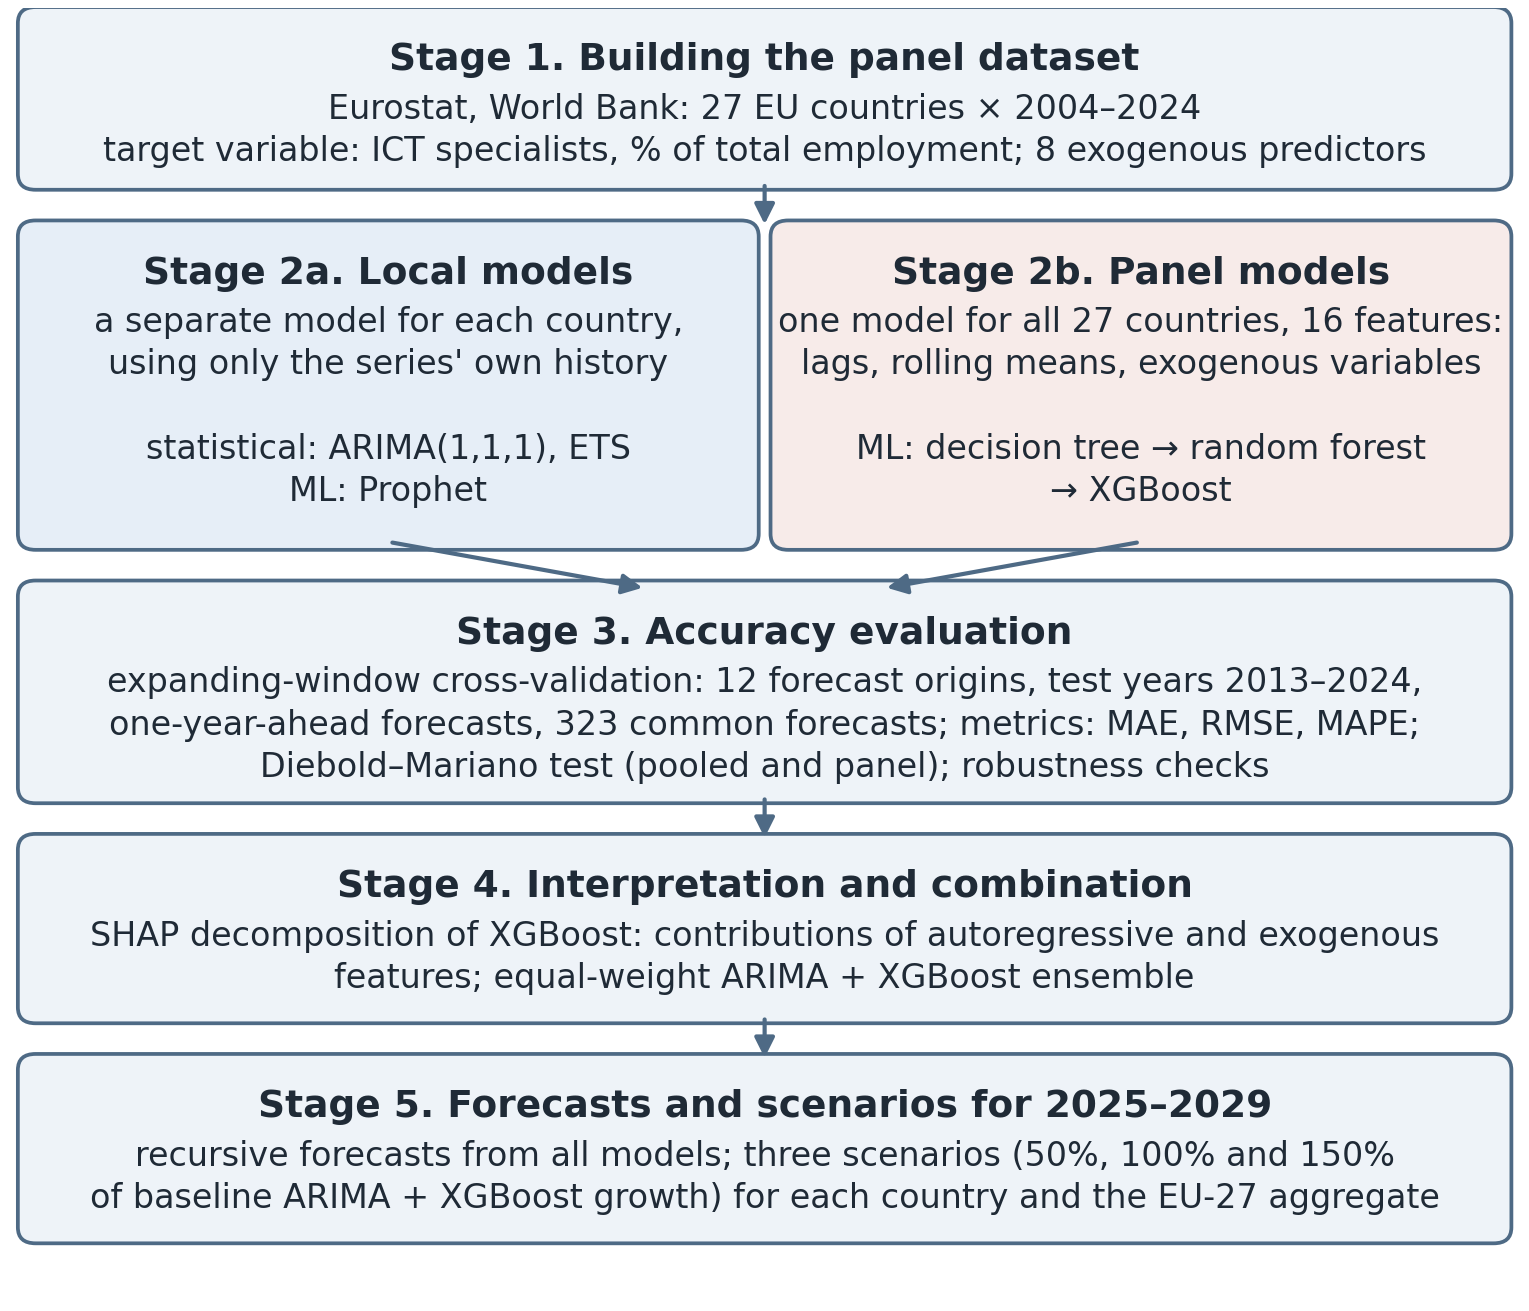 Stage 1. Building the panel dataset
Eurostat, World Bank: 27 EU countries × 2004–2024
target variable: ICT specialists, % of total employment; 8 exogenous predictors
Stage 2a. Local models
a separate model for each country,
using only the series' own history
statistical: ARIMA(1,1,1), ETS
ML: Prophet
Stage 2b. Panel models
one model for all 27 countries, 16 features:
lags, rolling means, exogenous variables
ML: decision tree → random forest
→ XGBoost
Stage 3. Accuracy evaluation
expanding-window cross-validation: 12 forecast origins, test years 2013–2024,
one-year-ahead forecasts, 323 common forecasts; metrics: MAE, RMSE, MAPE;
Diebold–Mariano test (pooled and panel); robustness checks
Stage 4. Interpretation and combination
SHAP decomposition of XGBoost: contributions of autoregressive and exogenous
features; equal-weight ARIMA + XGBoost ensemble
Stage 5. Forecasts and scenarios for 2025–2029
recursive forecasts from all models; three scenarios (50%, 100% and 150%
of baseline ARIMA + XGBoost growth) for each country and the EU-27 aggregate